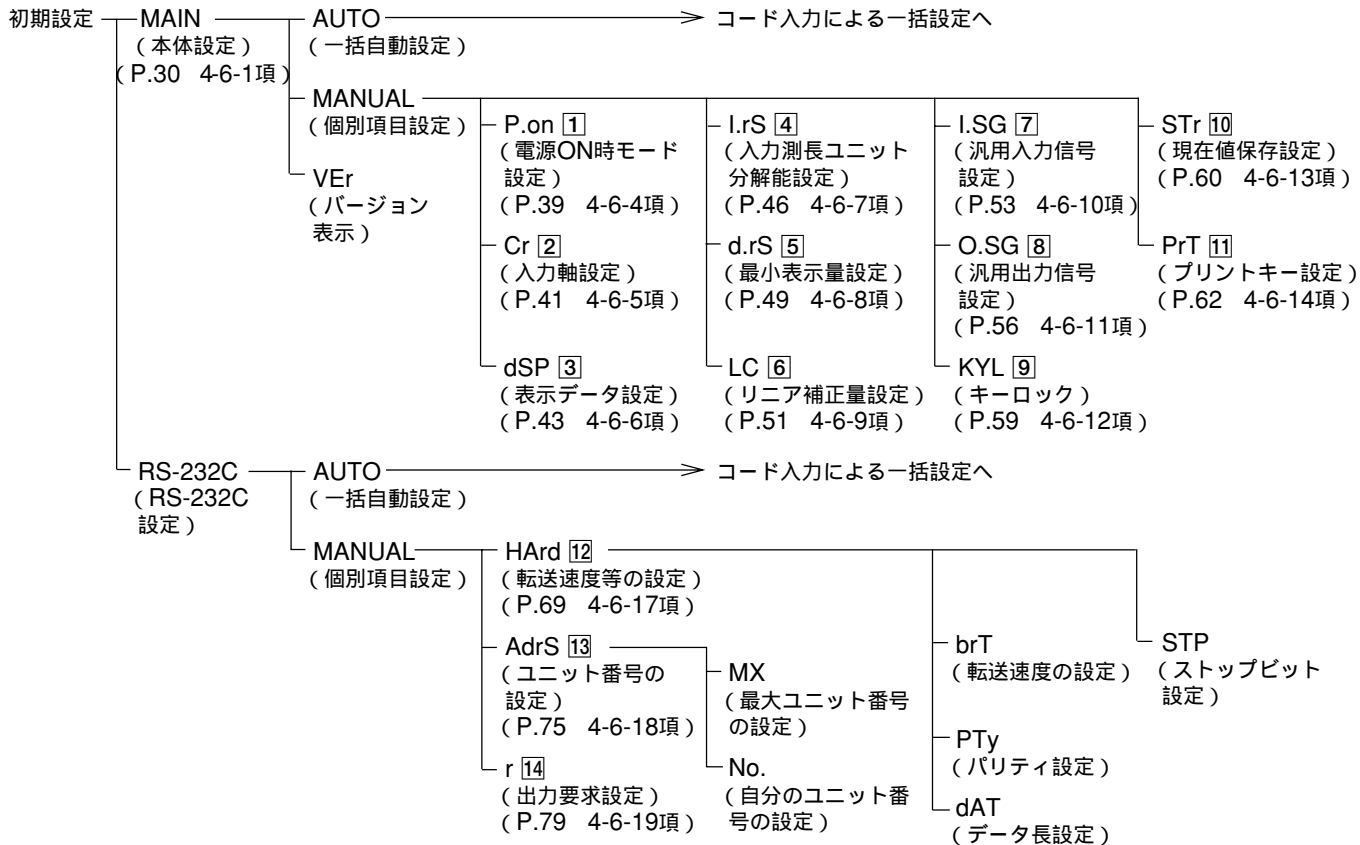 初期設定
MAIN
(本体設定)
(P.30 4-6-1項)
AUTO
(一括自動設定)
コード入力による一括設定へ
MANUAL
(個別項目設定)
VEr
(バージョン
表示)
P.on 1
(電源ON時モード
設定)
(P.39 4-6-4項)
Cr 2
(入力軸設定)
(P.41 4-6-5項)
dSP 3
(表示データ設定)
(P.43 4-6-6項)
I.rS 4
(入力測長ユニット
分解能設定)
(P.46 4-6-7項)
d.rS 5
(最小表示量設定)
(P.49 4-6-8項)
LC 6
(リニア補正量設定)
(P.51 4-6-9項)
I.SG 7
(汎用入力信号
設定)
(P.53 4-6-10項)
O.SG 8
(汎用出力信号
設定)
(P.56 4-6-11項)
KYL 9
(キーロック)
(P.59 4-6-12項)
STr 10
(現在値保存設定)
(P.60 4-6-13項)
PrT 11
(プリントキー設定)
(P.62 4-6-14項)
RS-232C
(RS-232C
設定)
AUTO
(一括自動設定)
コード入力による一括設定へ
MANUAL
(個別項目設定)
HArd 12
(転送速度等の設定)
(P.69 4-6-17項)
AdrS 13
(ユニット番号の
設定)
(P.75 4-6-18項)
r 14
(出力要求設定)
(P.79 4-6-19項)
MX
(最大ユニット番号
の設定)
No.
(自分のユニット番
号の設定)
brT
(転送速度の設定)
PTy
(パリティ設定)
dAT
(データ長設定)
STP
(ストップビット
設定)